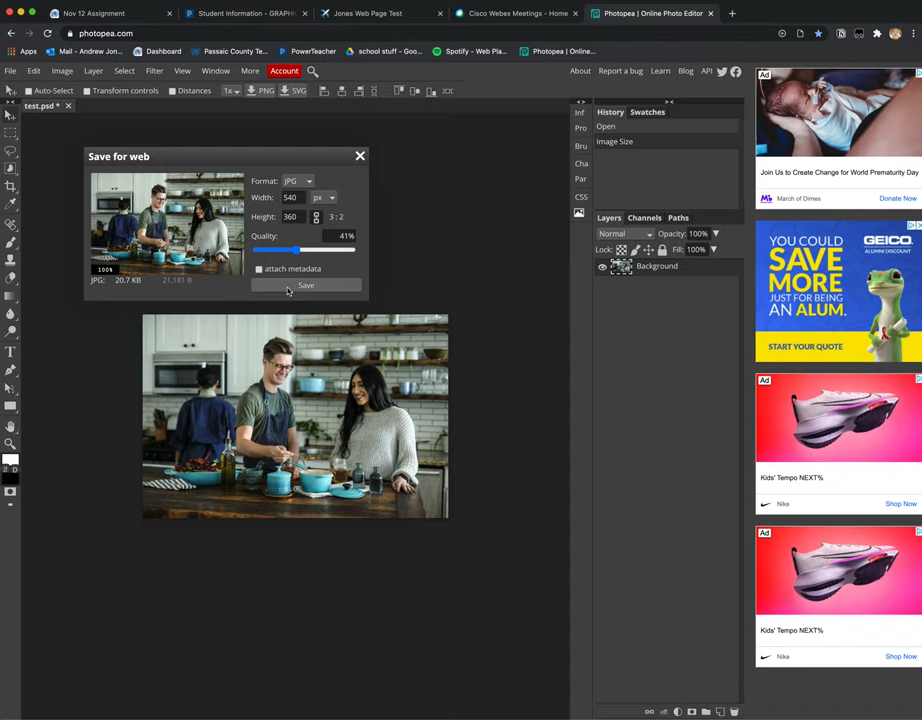 Nov 12 Assignment
Student Information - GRAPHI
Jones Web Page Test
Cisco Webex Meetings - Home
Photopea | Online Photo Editor
photopea.com
Apps
Mail - Andrew Jon...
Dashboard
Passaic County Te...
PowerTeacher
school stuff - Goo...
Spotify - Web Pla...
Photopea | Onlin...
File Edit Image Layer Select Filter View Window More Account
About Report a bug Learn Blog API
Auto-Select Transform controls Distances 1x PNG SVG
test.psd *
Save for web
Format: JPG
Width: 540 px
Height: 360 3 : 2
Quality: 41%
attach metadata
Save
100%
JPG: 20.7 KB 21,181 B
Inf
Pro
Bru
Cha
Par
CSS
History Swatches
Open
Image Size
Layers Channels Paths
Normal Opacity: 100%
Lock: Fill: 100%
Background
eff
T
D
Ad
Join Us to Create Change for World Prematurity Day
March of Dimes Donate Now
YOU COULD
SAVE
MORE
JUST FOR BEING
AN ALUM.
GEICO.
ALUMNI DISCOUNT
START YOUR QUOTE
Ad
Kids' Tempo NEXT%
Nike Shop Now
Ad
Kids' Tempo NEXT%
Nike Shop Now